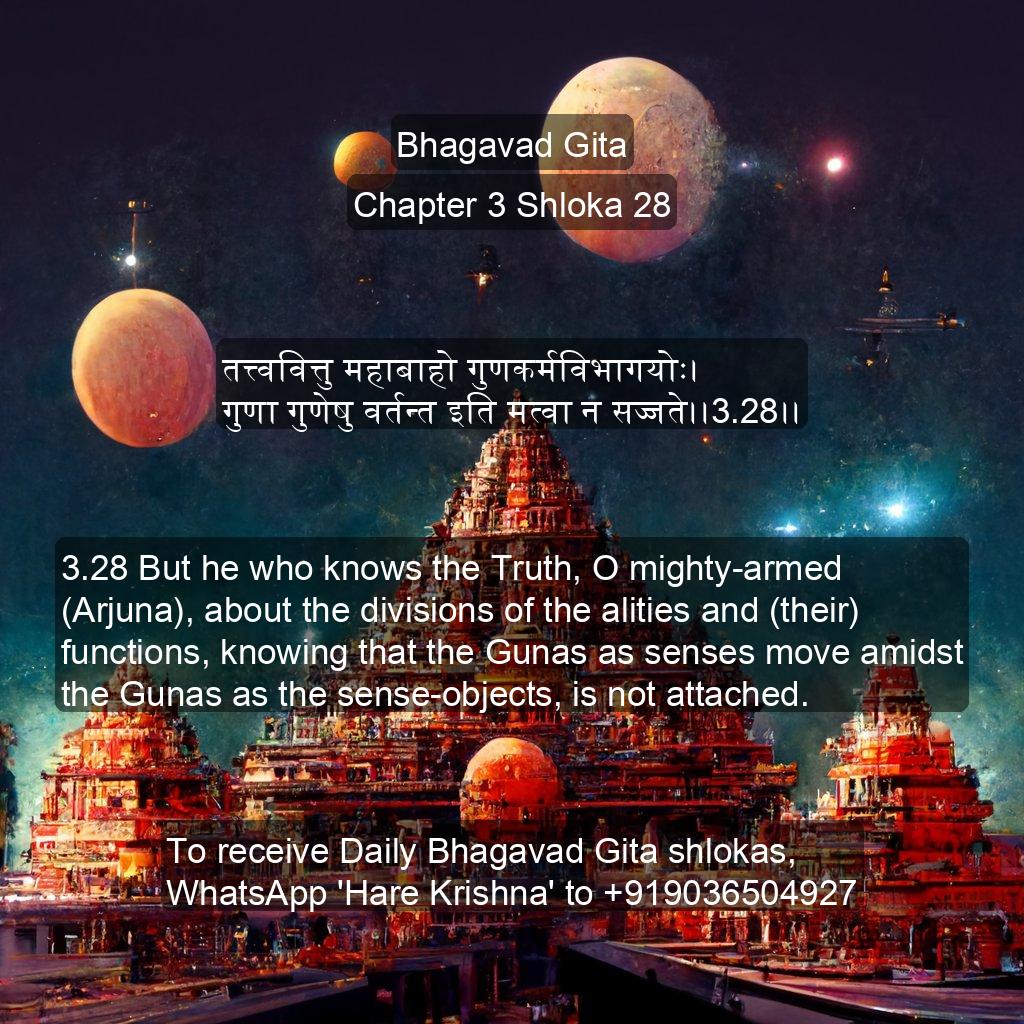 Bhagavad Gita
Chapter 3 Shloka 28
तत्त्ववित्तु महाबाहो गुणकर्मविभागयोः।
गुणा गुणेषु वर्तन्त इति मत्वा न सज्जते।।3.28।।
3.28 But he who knows the Truth, O mighty-armed
(Arjuna), about the divisions of the alities and (their)
functions, knowing that the Gunas as senses move amidst
the Gunas as the sense-objects, is not attached.
To receive Daily Bhagavad Gita shlokas,
WhatsApp 'Hare Krishna' to +919036504927